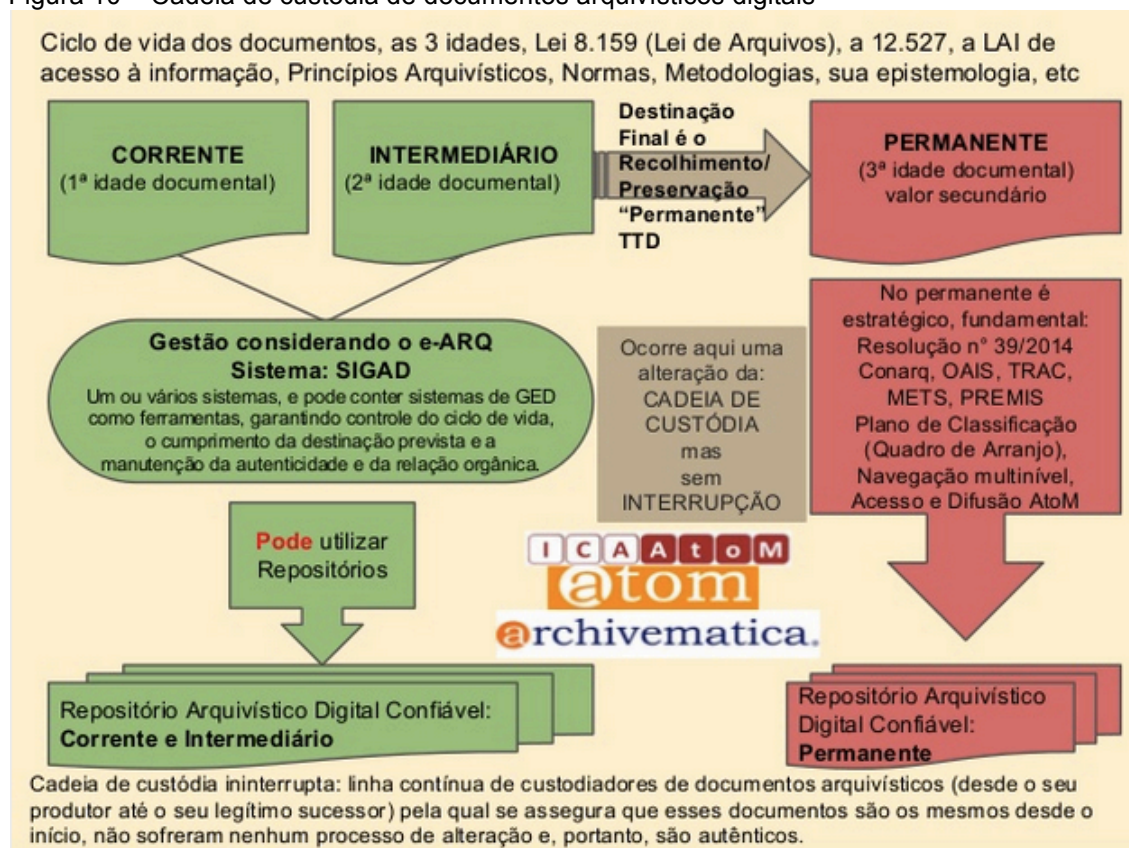 Figura 10 – Cadeia de custódia de documentos arquivísticos digitais
Ciclo de vida dos documentos, as 3 idades, Lei 8.159 (Lei de Arquivos), a 12.527, a LAI de
acesso à informação, Princípios Arquivísticos, Normas, Metodologias, sua epistemologia, etc
CORRENTE
(1ª idade documental)
INTERMEDIÁRIO
(2ª idade documental)
Destinação
Final é o
Recolhimento/
Preservação
“Permanente”
TTD
PERMANENTE
(3ª idade documental)
valor secundário
Gestão considerando o e-ARQ
Sistema: SIGAD
Um ou vários sistemas, e pode conter sistemas de GED
como ferramentas, garantindo controle do ciclo de vida,
o cumprimento da destinação prevista e a
manutenção da autenticidade e da relação orgânica.
Ocorre aqui uma
alteração da:
CADEIA DE
CUSTÓDIA
mas
sem
INTERRUPÇÃO
No permanente é
estratégico, fundamental:
Resolução n° 39/2014
Conarq, OAIS, TRAC,
METS, PREMIS
Plano de Classificação
(Quadro de Arranjo),
Navegação multinível,
Acesso e Difusão AtoM
Pode utilizar
Repositórios
ICAAtoM
atom
archivematica.
Repositório Arquivístico Digital Confiável:
Corrente e Intermediário
Repositório Arquivístico
Digital Confiável:
Permanente
Cadeia de custódia ininterrupta: linha contínua de custodiadores de documentos arquivísticos (desde o seu
produtor até o seu legítimo sucessor) pela qual se assegura que esses documentos são os mesmos desde o
início, não sofreram nenhum processo de alteração e, portanto, são autênticos.